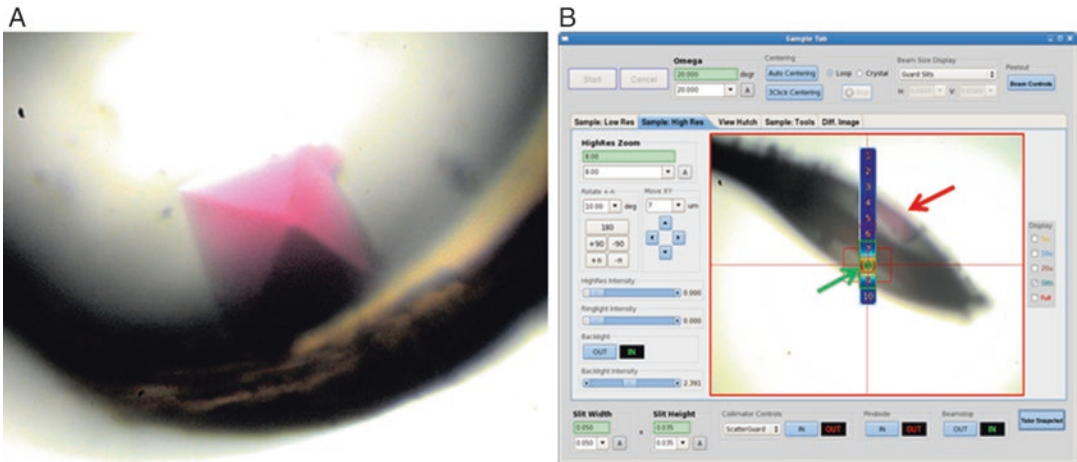 A
B
Sample Tab
Start
Cancel
Omega
20.000
degr
20.000
A
Centering
Auto Centering
Loop
Crystal
3Click Centering
Beam Size Display
Guard Slits
H:
V:
Beam Controls
Sample: Low Res
Sample: High Res
View Hutch
Sample: Tools
Diff. Image
HighRes Zoom
8.00
8.00
A
Rotate +-n
Move XY
10.00
deg
7
um
180
+90
-90
+n
-n
HighRes Intensity
0.000
Ringlight Intensity
0.000
Backlight
OUT
IN
Backlight Intensity
2.391
1
2
3
4
5
6
7
9
10
Display
5u
10u
20u
Slits
Full
Slit Width
0.050
0.050
A
x
Slit Height
0.035
0.035
A
Collimator Controls
ScatterGuard
IN
OUT
Pindiode
IN
OUT
Beamstop
OUT
IN
Take Snapshot